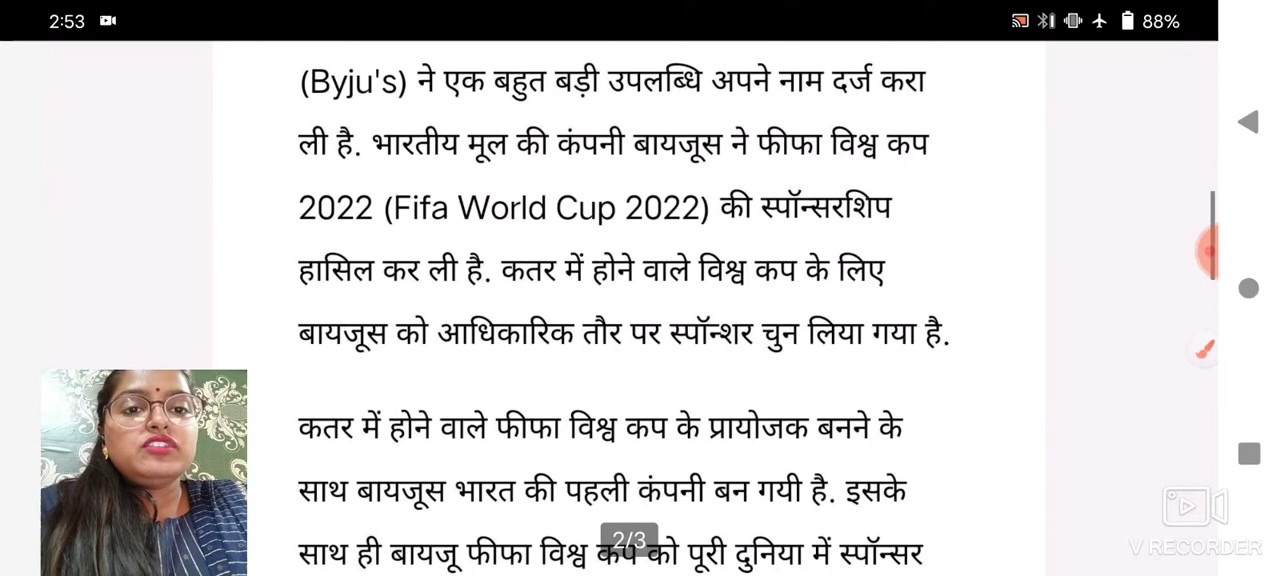 2:53
88%
(Byju's) ने एक बहुत बड़ी उपलब्धि अपने नाम दर्ज करा
ली है. भारतीय मूल की कंपनी बायजूस ने फीफा विश्व कप
2022 (Fifa World Cup 2022) की स्पॉन्सरशिप
हासिल कर ली है. कतर में होने वाले विश्व कप के लिए
बायजूस को आधिकारिक तौर पर स्पॉन्शर चुन लिया गया है.
कतर में होने वाले फीफा विश्व कप के प्रायोजक बनने के
साथ बायजूस भारत की पहली कंपनी बन गयी है. इसके
साथ ही बायजू फीफा विश्व कप को पूरी दुनिया में स्पॉन्सर
2/3
V RECORDER